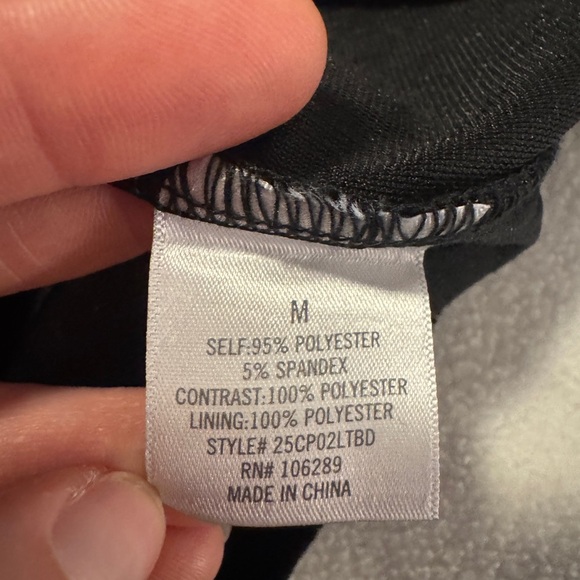 M
SELF:95% POLYESTER
5% SPANDEX
CONTRAST:100% POLYESTER
LINING:100% POLYESTER
STYLE# 25CP02LTBD
RN# 106289
MADE IN CHINA